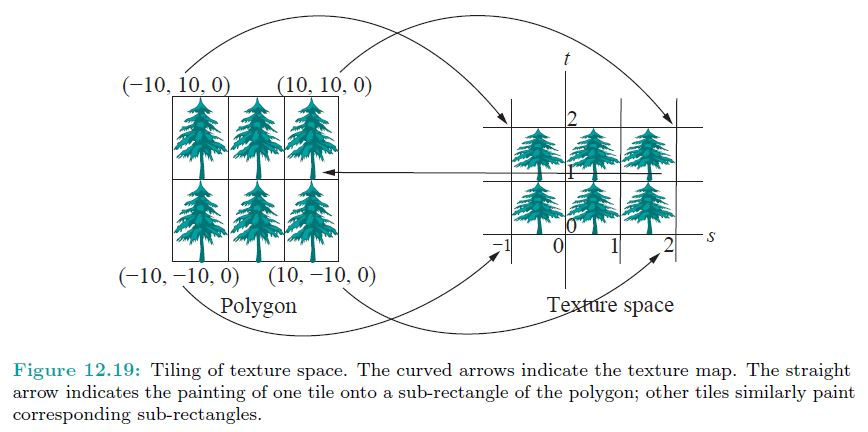 t
(−10, 10, 0) (10, 10, 0)
2
1
0
−1 0 1 2 s
(−10, −10, 0) (10, −10, 0)
Polygon Texture space
Figure 12.19: Tiling of texture space. The curved arrows indicate the texture map. The straight
arrow indicates the painting of one tile onto a sub-rectangle of the polygon; other tiles similarly paint
corresponding sub-rectangles.